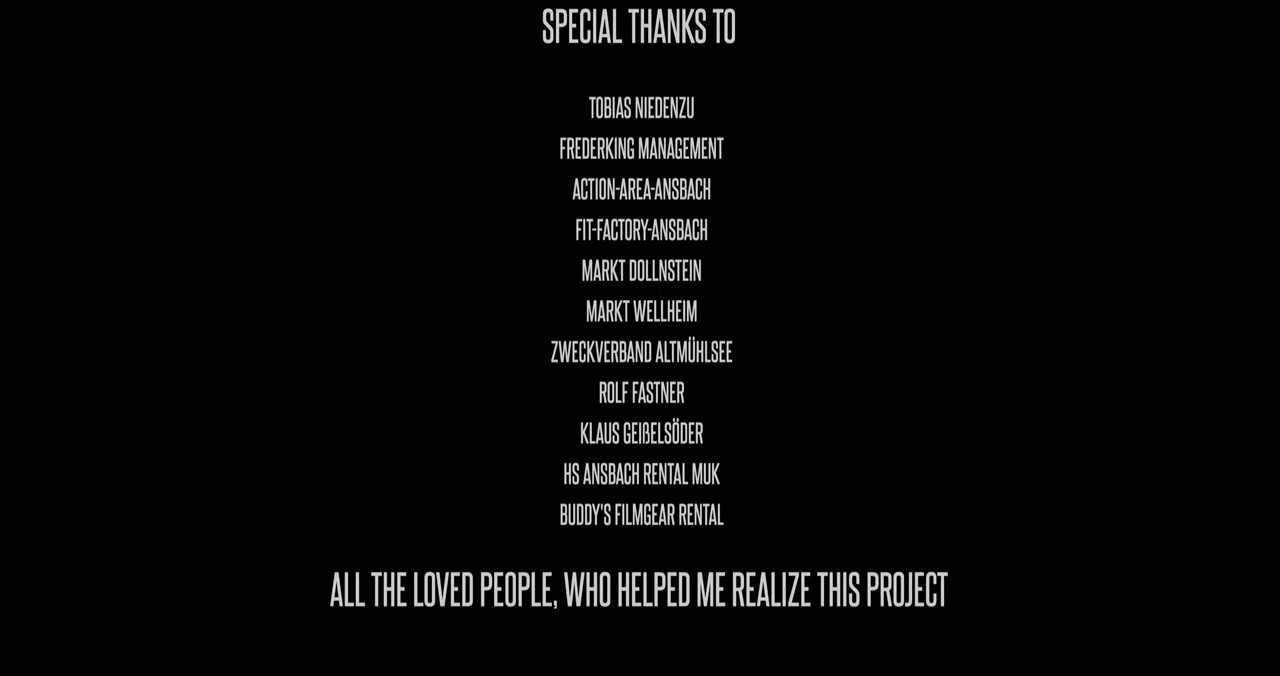 SPECIAL THANKS TO
TOBIAS NIEDENZU
FREDERKING MANAGEMENT
ACTION-AREA-ANSBACH
FIT-FACTORY-ANSBACH
MARKT DOLLNSTEIN
MARKT WELLHEIM
ZWECKVERBAND ALTMÜHLSEE
ROLF FASTNER
KLAUS GEIßELSÖDER
HS ANSBACH RENTAL MUK
BUDDY'S FILMGEAR RENTAL
ALL THE LOVED PEOPLE, WHO HELPED ME REALIZE THIS PROJECT